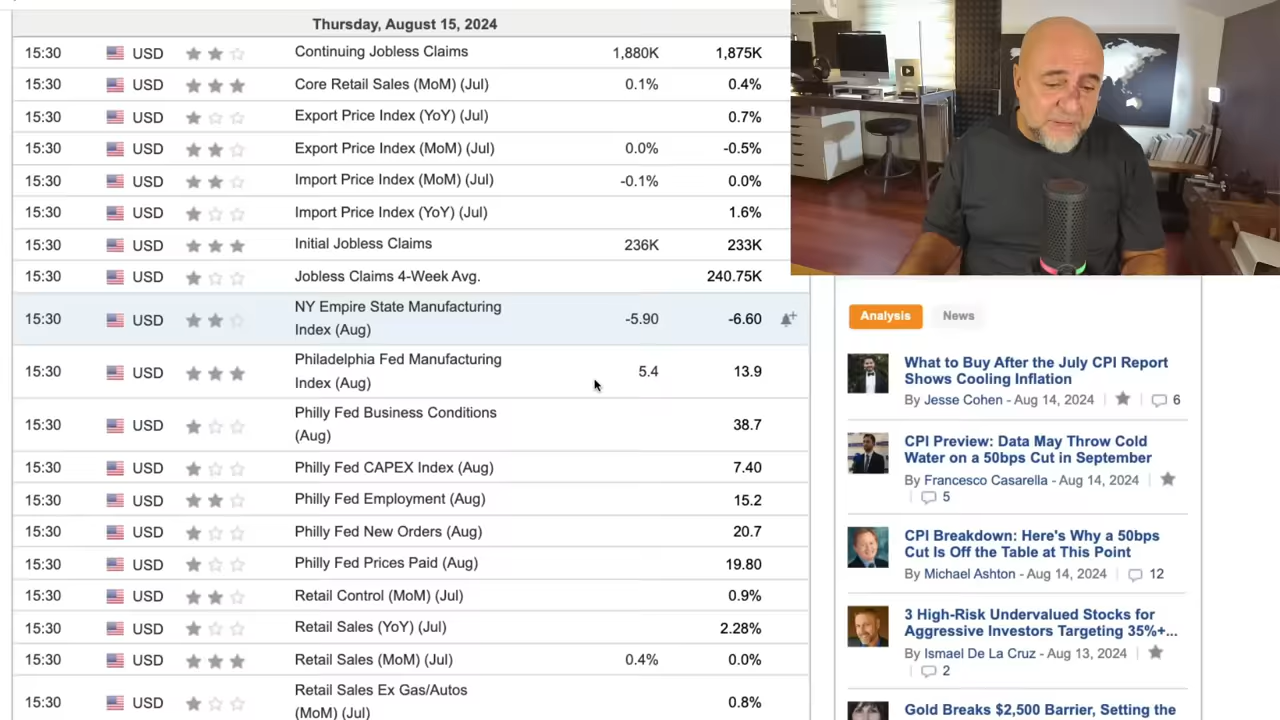 Thursday, August 15, 2024
15:30 USD Continuing Jobless Claims 1,880K 1,875K
15:30 USD Core Retail Sales (MoM) (Jul) 0.1% 0.4%
15:30 USD Export Price Index (YoY) (Jul) 0.7%
15:30 USD Export Price Index (MoM) (Jul) 0.0% -0.5%
15:30 USD Import Price Index (MoM) (Jul) -0.1% 0.0%
15:30 USD Import Price Index (YoY) (Jul) 1.6%
15:30 USD Initial Jobless Claims 236K 233K
15:30 USD Jobless Claims 4-Week Avg. 240.75K
NY Empire State Manufacturing
15:30 USD -5.90 -6.60
Index (Aug)
Philadelphia Fed Manufacturing
15:30 USD 5.4 13.9
Index (Aug)
Philly Fed Business Conditions
15:30 USD 38.7
(Aug)
15:30 USD Philly Fed CAPEX Index (Aug) 7.40
15:30 USD Philly Fed Employment (Aug) 15.2
15:30 USD Philly Fed New Orders (Aug) 20.7
15:30 USD Philly Fed Prices Paid (Aug) 19.80
15:30 USD Retail Control (MoM) (Jul) 0.9%
15:30 USD Retail Sales (YoY) (Jul) 2.28%
15:30 USD Retail Sales (MoM) (Jul) 0.4% 0.0%
Retail Sales Ex Gas/Autos
15:30 USD 0.8%
(MoM) (Jul)
Analysis News
What to Buy After the July CPI Report
Shows Cooling Inflation
By Jesse Cohen - Aug 14, 2024 | | 6
CPI Preview: Data May Throw Cold
Water on a 50bps Cut in September
By Francesco Casarella - Aug 14, 2024 |
| 5
CPI Breakdown: Here's Why a 50bps
Cut Is Off the Table at This Point
By Michael Ashton - Aug 14, 2024 | 12
3 High-Risk Undervalued Stocks for
Aggressive Investors Targeting 35%+...
By Ismael De La Cruz - Aug 13, 2024 |
| 2
Gold Breaks $2,500 Barrier, Setting the